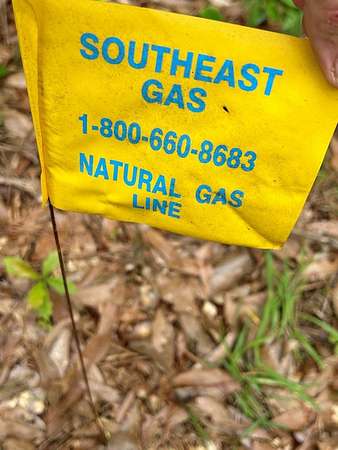 SOUTHEAST
GAS
1-800-660-8683
NATURAL GAS
LINE